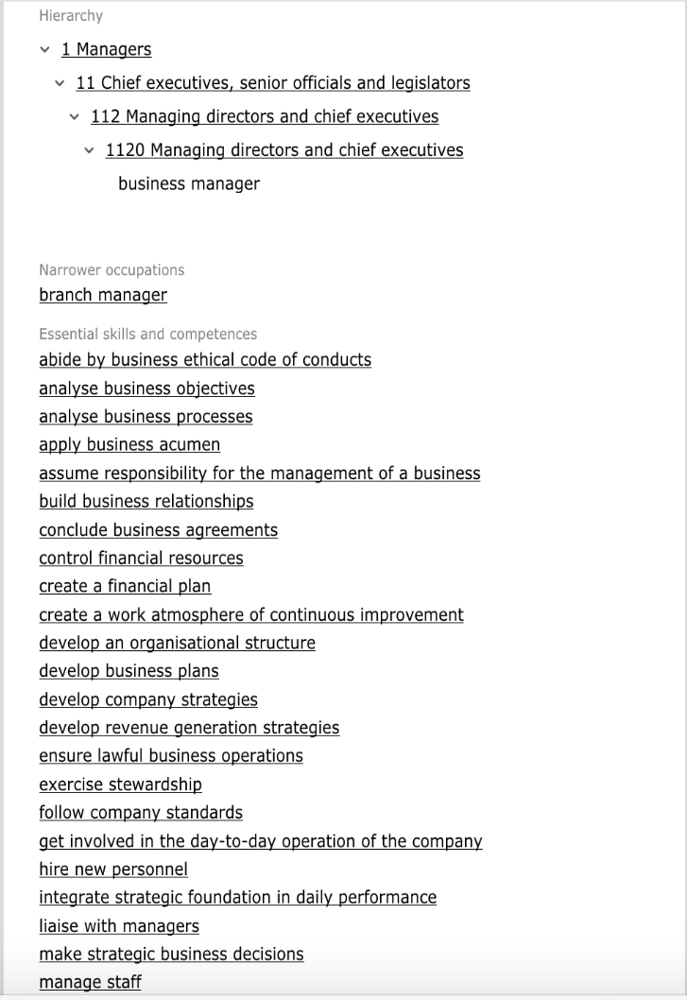 Hierarchy
1 Managers
11 Chief executives, senior officials and legislators
112 Managing directors and chief executives
1120 Managing directors and chief executives
business manager
Narrower occupations
branch manager
Essential skills and competences
abide by business ethical code of conducts
analyse business objectives
analyse business processes
apply business acumen
assume responsibility for the management of a business
build business relationships
conclude business agreements
control financial resources
create a financial plan
create a work atmosphere of continuous improvement
develop an organisational structure
develop business plans
develop company strategies
develop revenue generation strategies
ensure lawful business operations
exercise stewardship
follow company standards
get involved in the day-to-day operation of the company
hire new personnel
integrate strategic foundation in daily performance
liaise with managers
make strategic business decisions
manage staff